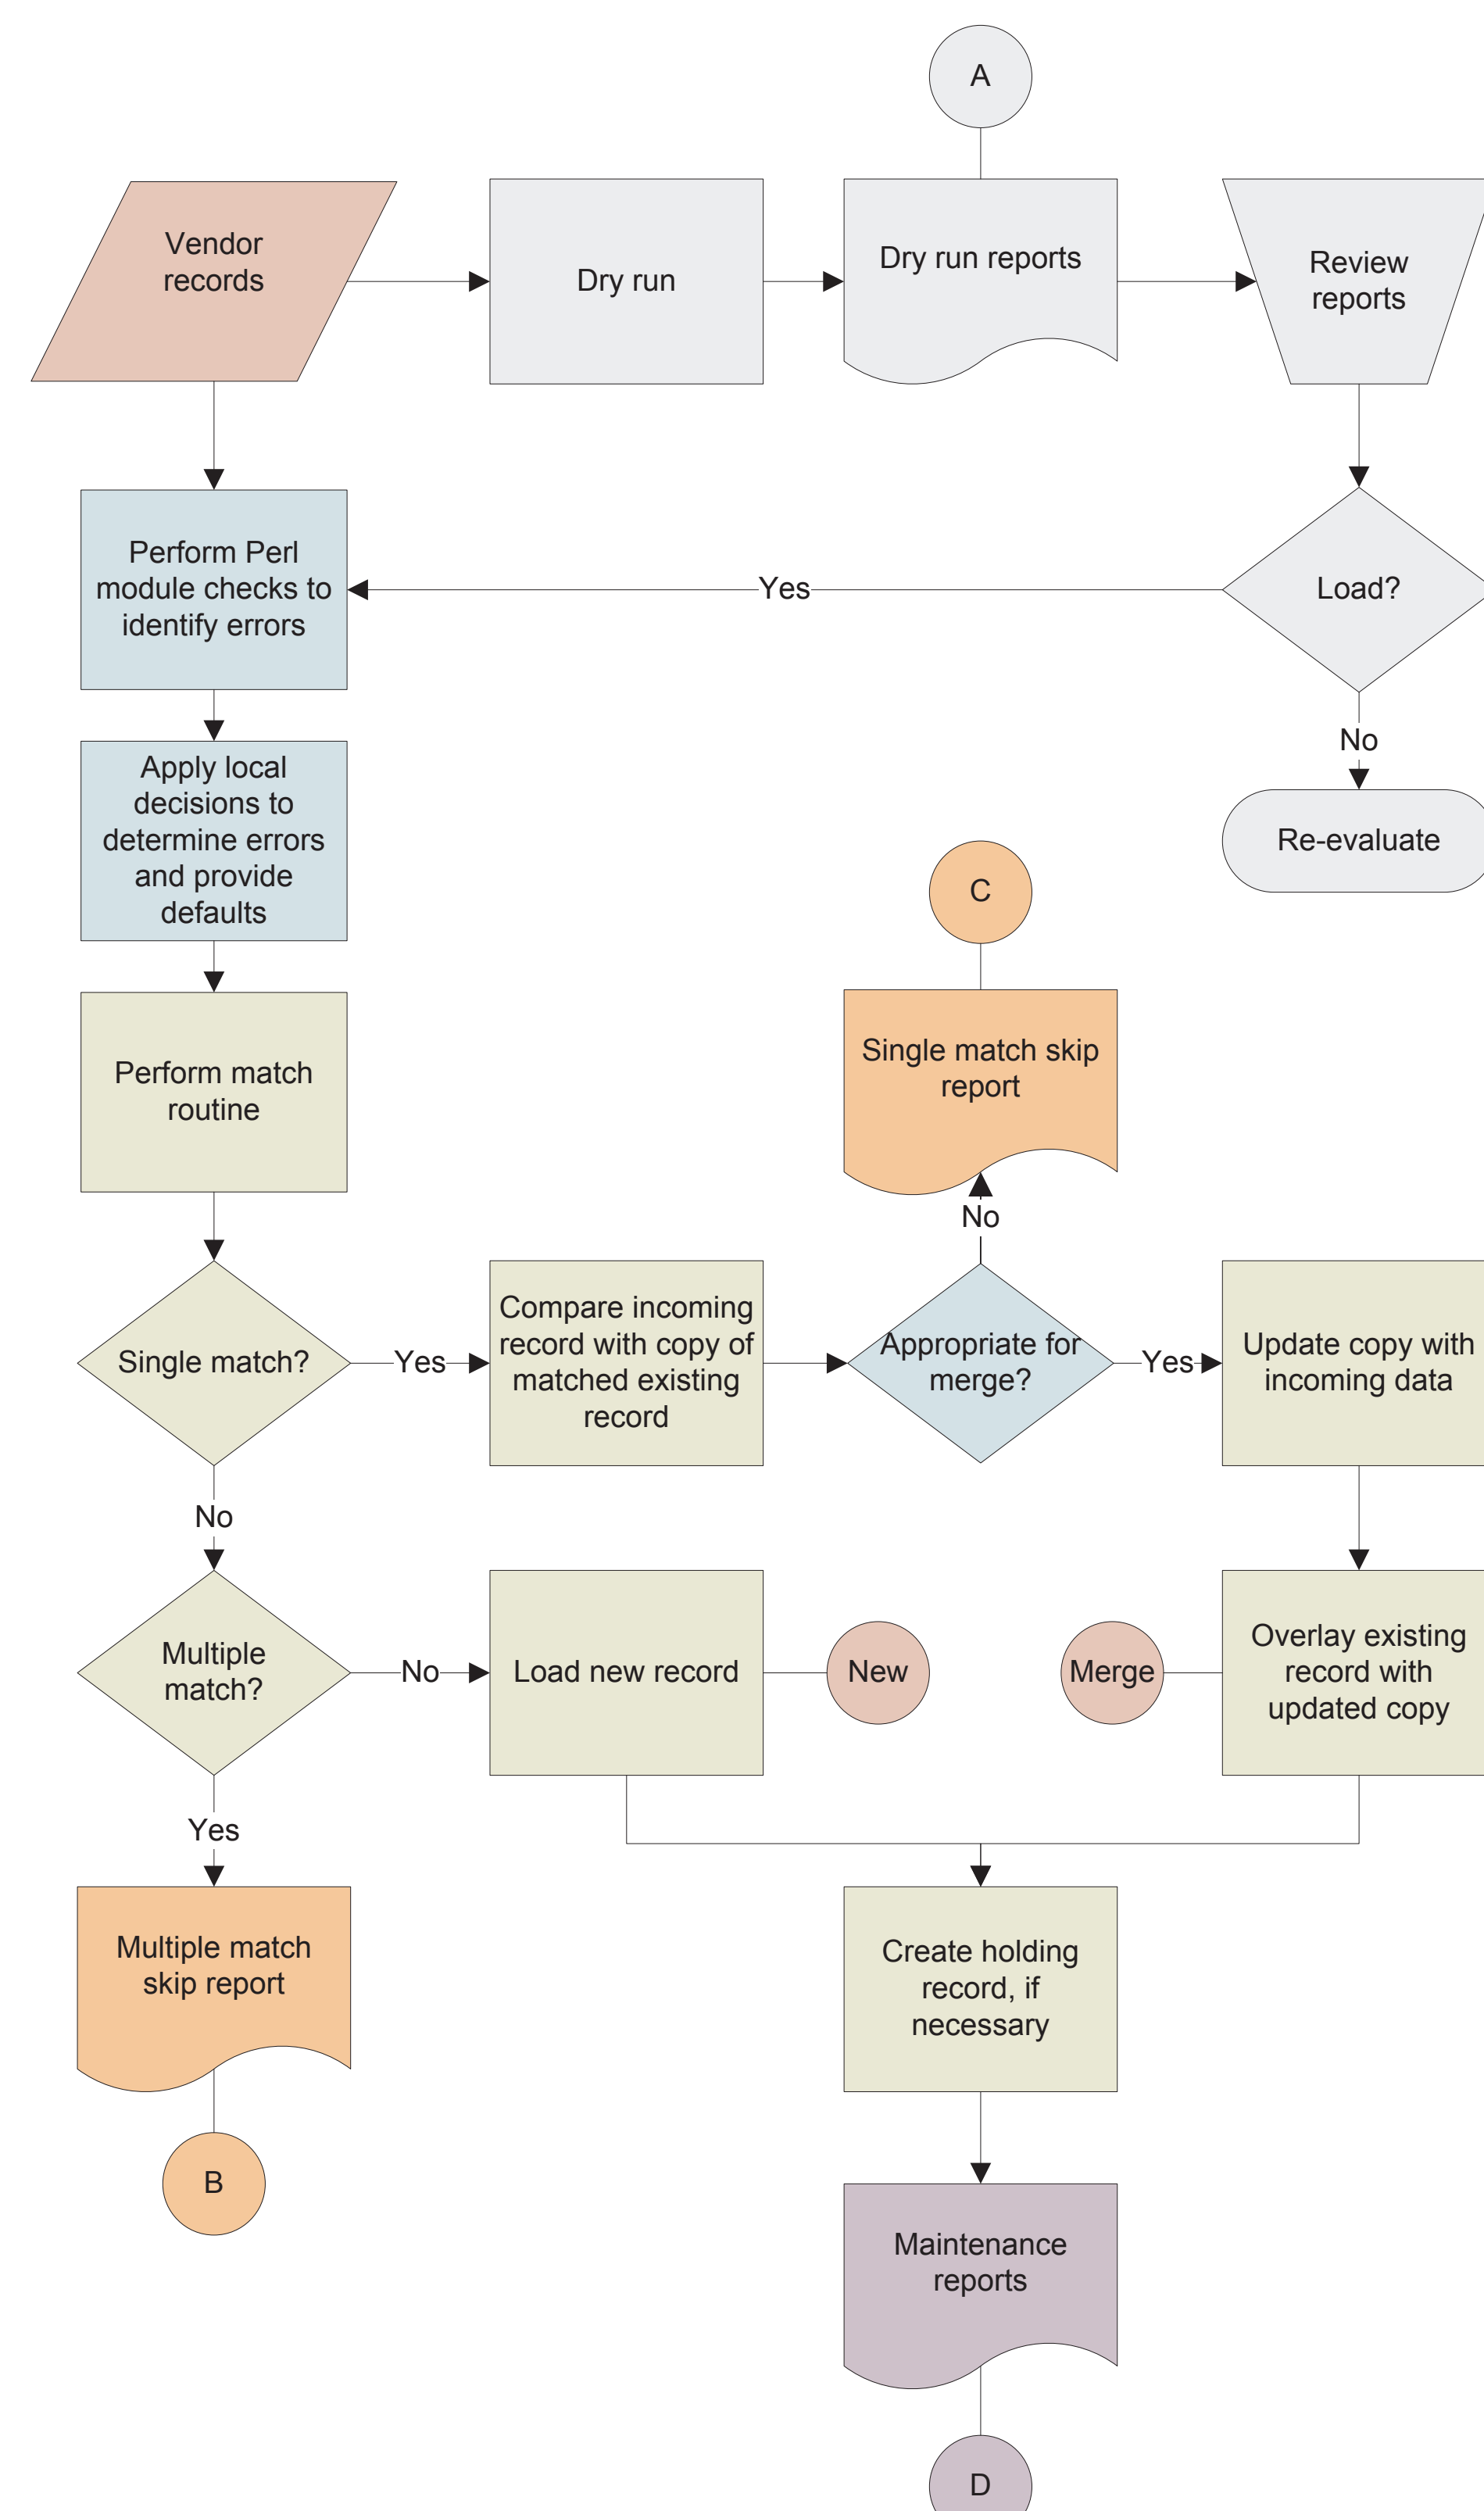 A
Vendor
records
Dry run
Dry run reports
Review
reports
Perform Perl
module checks to
identify errors
Yes
Load?
No
Re-evaluate
Apply local
decisions to
determine errors
and provide
defaults
C
Single match skip
report
Perform match
routine
No
Single match?
Yes
Compare incoming
record with copy of
matched existing
record
Appropriate for
merge?
Yes
Update copy with
incoming data
No
Multiple
match?
No
Load new record
New
Merge
Overlay existing
record with
updated copy
Yes
Multiple match
skip report
Create holding
record, if
necessary
B
Maintenance
reports
D